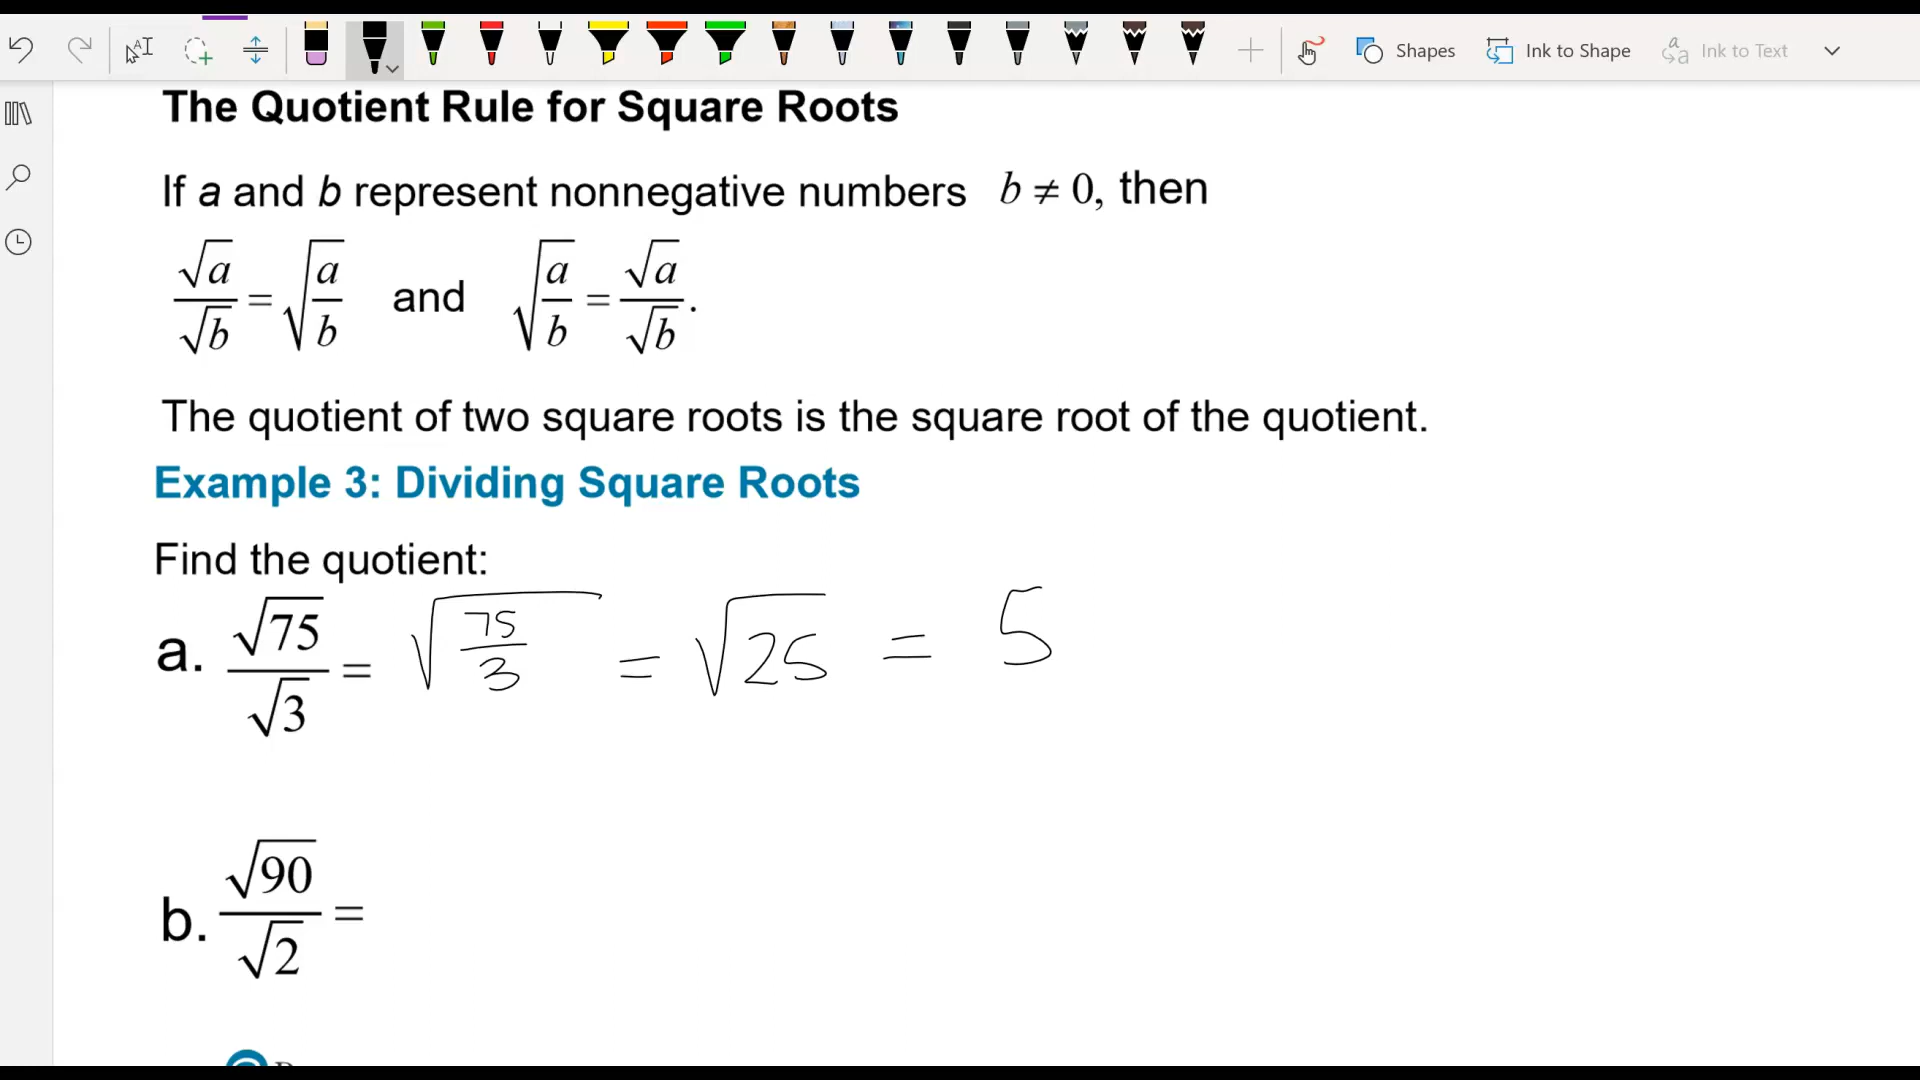 Shapes Ink to Shape Ink to Text
The Quotient Rule for Square Roots
If a and b represent nonnegative numbers b ≠ 0, then
√a/√b = √(a/b) and √(a/b) = √a/√b.
The quotient of two square roots is the square root of the quotient.
Example 3: Dividing Square Roots
Find the quotient:
a. √75/√3 = √(75/3) = √25 = 5
b. √90/√2 =